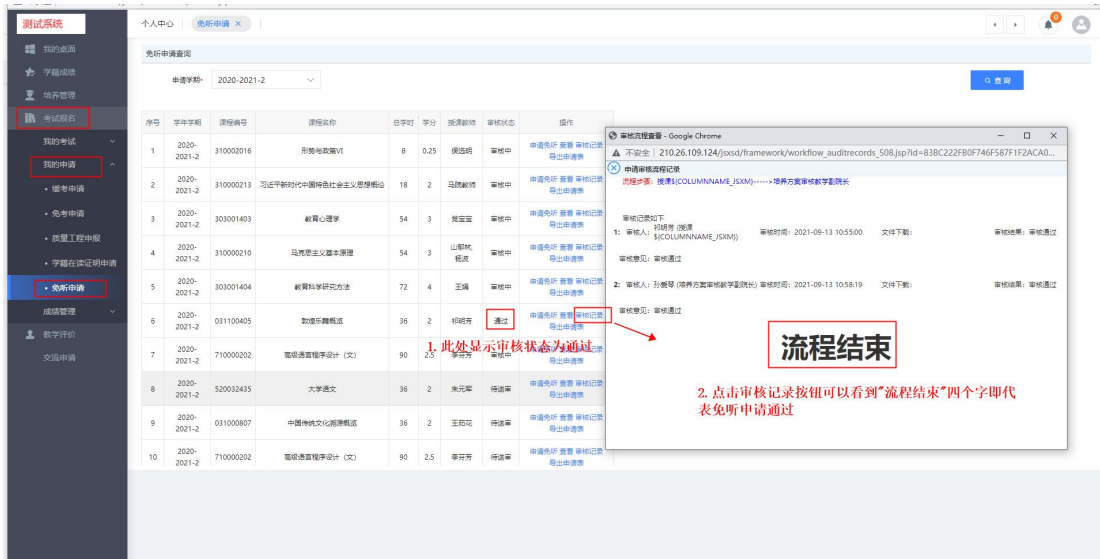 测试系统
个人中心 免听申请 ×
0
我的桌面
学籍成绩
培养管理
考试报名
我的考试
我的申请
• 缓考申请
• 免考申请
• 质量工程申报
• 学籍在读证明申请
• 免听申请
成绩管理
教学评价
交流申请
免听申请查询
申请学期* 2020-2021-2 查询
序号 学年学期 课程编号 课程名称 总学时 学分 授课教师 审核状态 操作
1 2020-2021-2 310002016 形势与政策VI 8 0.25 侯选明 审核中 申请免听 查看 审核记录
导出申请表
2 2020-2021-2 310000213 习近平新时代中国特色社会主义思想概论 18 2 马院教师 审核中 申请免听 查看 审核记录
导出申请表
3 2020-2021-2 303001403 教育心理学 54 3 党宝宝 审核中 申请免听 查看 审核记录
导出申请表
4 2020-2021-2 310000210 马克思主义基本原理 54 3 山郁林, 杨波 审核中 申请免听 查看 审核记录
导出申请表
5 2020-2021-2 303001404 教育科学研究方法 72 4 王娟 审核中 申请免听 查看 审核记录
导出申请表
6 2020-2021-2 031100405 敦煌乐舞概览 36 2 祁明芳 通过 申请免听 查看 审核记录
导出申请表
1. 此处显示审核状态为通过
7 2020-2021-2 710000202 高级语言程序设计（文） 90 2.5 李芬芳 审核中 申请免听 查看 审核记录
导出申请表
8 2020-2021-2 520032435 大学语文 36 2 朱元军 待送审 申请免听 查看 审核记录
导出申请表
9 2020-2021-2 031000807 中国传统文化溯源概览 36 2 王茹花 待送审 申请免听 查看 审核记录
导出申请表
10 2020-2021-2 710000202 高级语言程序设计（文） 90 2.5 李芬芳 待送审 申请免听 查看 审核记录
导出申请表
审核流程查看 - Google Chrome
不安全 | 210.26.109.124/jsxsd/framework/workflow_auditrecords_508.jsp?id=83BC222FB0F746F587F1F2ACA0...
申请审核流程记录
流程步骤：授课$(COLUMNNAME_JSXM)----->培养方案审核教学副院长
审核记录如下
1: 审核人：祁明芳 (授课$(COLUMNNAME_JSXM)) 审核时间：2021-09-13 10:55:00 文件下载： 审核结果：审核通过
审核意见：审核通过
2: 审核人：孙爱琴 (培养方案审核教学副院长) 审核时间：2021-09-13 10:58:19 文件下载： 审核结果：审核通过
审核意见：审核通过
流程结束
2. 点击审核记录按钮可以看到"流程结束"四个字即代
表免听申请通过